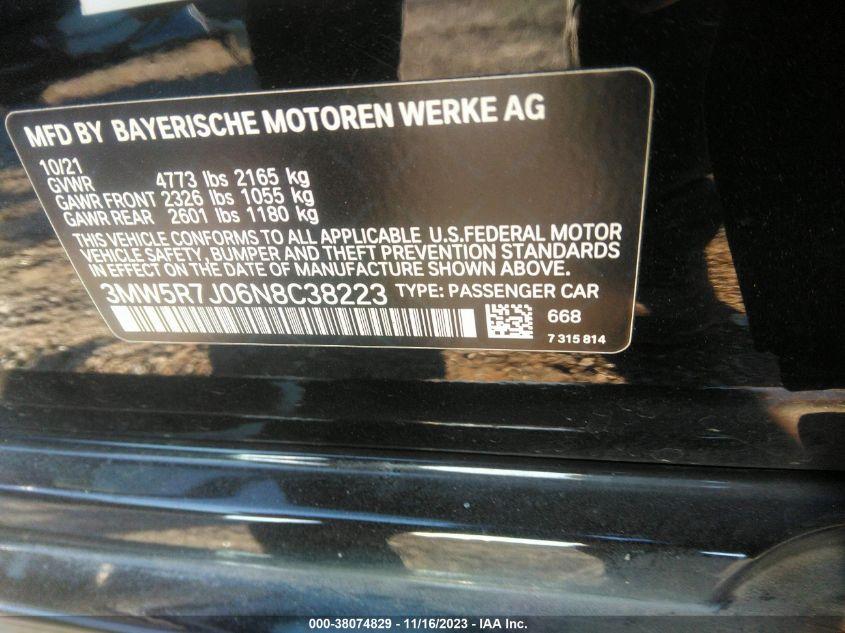 MFD BY BAYERISCHE MOTOREN WERKE AG
10/21
GVWR 4773 lbs 2165 kg
GAWR FRONT 2326 lbs 1055 kg
GAWR REAR 2601 lbs 1180 kg
THIS VEHICLE CONFORMS TO ALL APPLICABLE U.S.FEDERAL MOTOR
VEHICLE SAFETY, BUMPER AND THEFT PREVENTION STANDARDS
IN EFFECT ON THE DATE OF MANUFACTURE SHOWN ABOVE.
3MW5R7J06N8C38223 TYPE: PASSENGER CAR
668
7 315 814
000-38074829 - 11/16/2023 - IAA Inc.